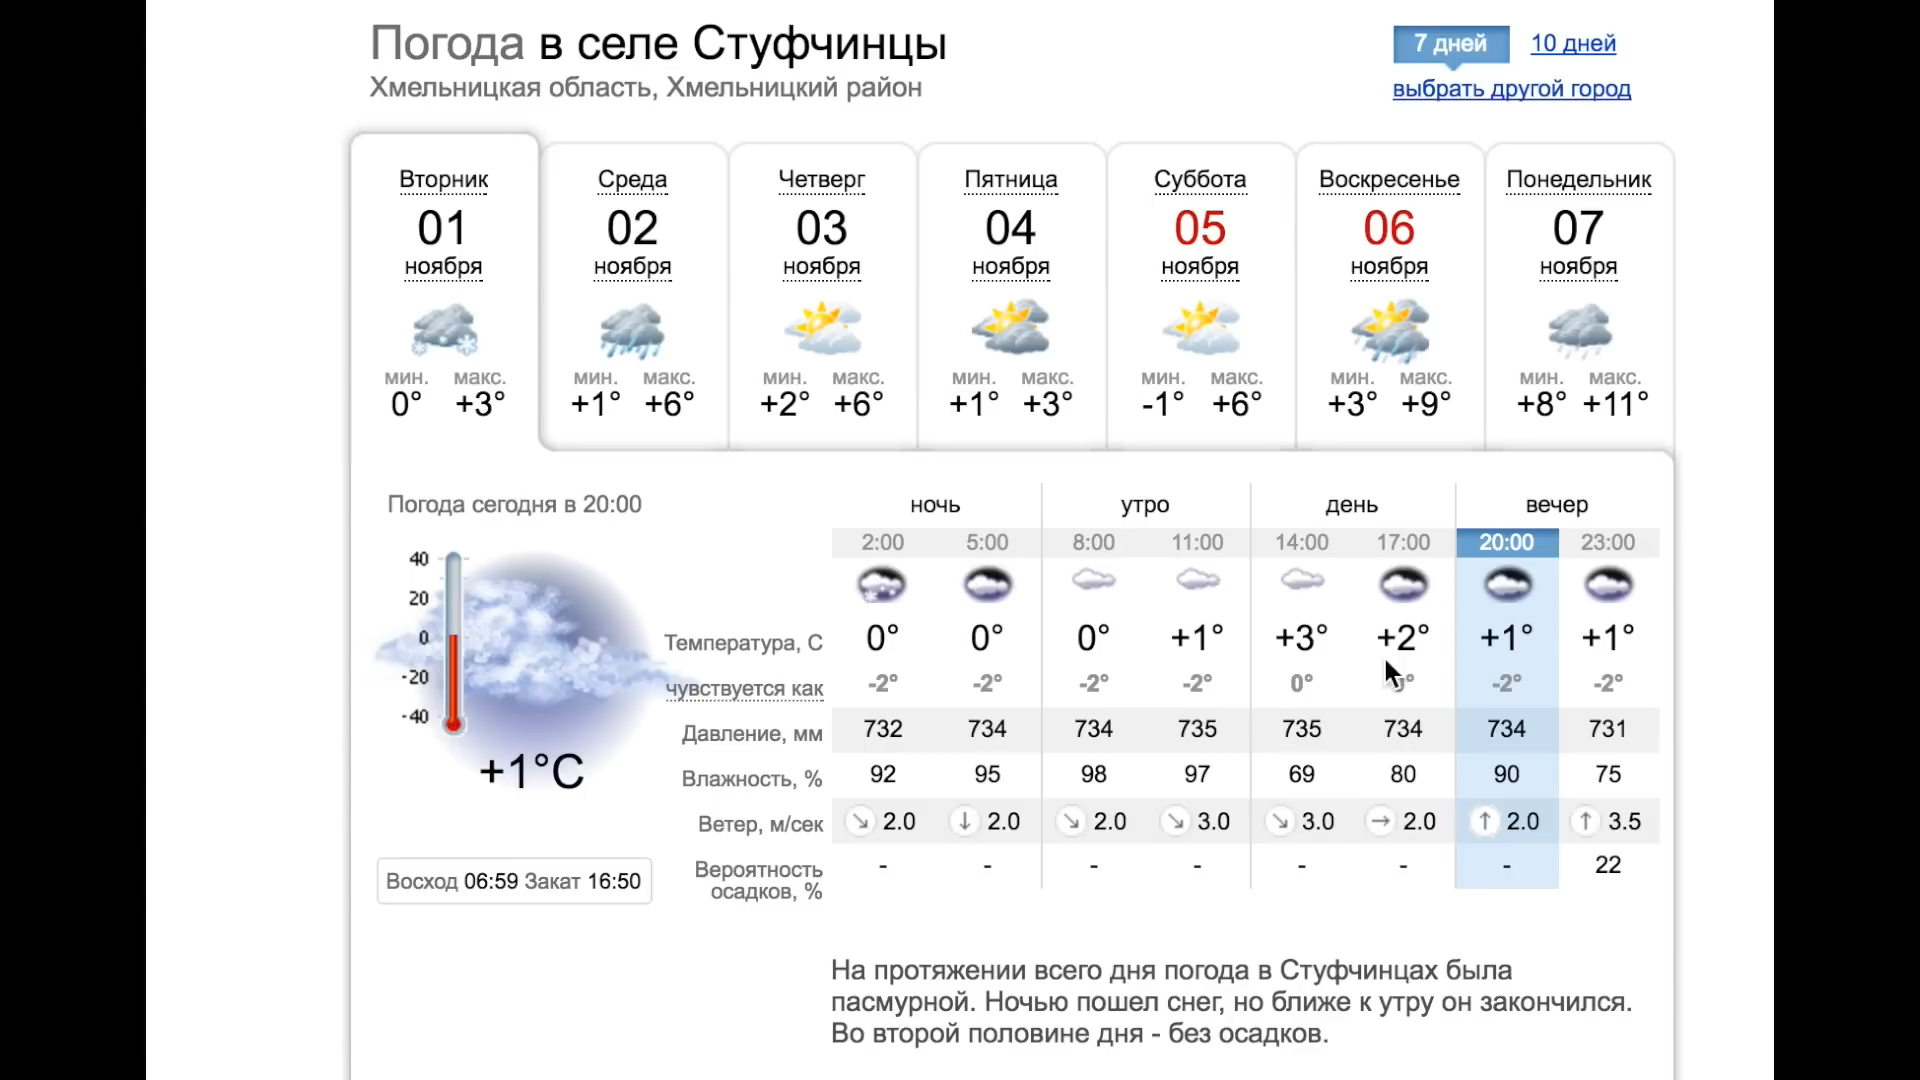 Погода в селе Стуфчинцы
Хмельницкая область, Хмельницкий район
7 дней 10 дней
выбрать другой город
Вторник Среда Четверг Пятница Суббота Воскресенье Понедельник
01 02 03 04 05 06 07
ноября ноября ноября ноября ноября ноября ноября
мин. макс. мин. макс. мин. макс. мин. макс. мин. макс. мин. макс. мин. макс.
0° +3° +1° +6° +2° +6° +1° +3° -1° +6° +3° +9° +8° +11°
Погода сегодня в 20:00
40
20
0
-20
-40
+1°C
Восход 06:59 Закат 16:50
ночь утро день вечер
2:00 5:00 8:00 11:00 14:00 17:00 20:00 23:00
Температура, С 0° 0° 0° +1° +3° +2° +1° +1°
чувствуется как -2° -2° -2° -2° 0° -2° -2°
Давление, мм 732 734 734 735 735 734 734 731
Влажность, % 92 95 98 97 69 80 90 75
Ветер, м/сек ↘ 2.0 ↓ 2.0 ↘ 2.0 ↘ 3.0 ↘ 3.0 → 2.0 ↑ 2.0 ↑ 3.5
Вероятность
осадков, % - - - - - - - 22
На протяжении всего дня погода в Стуфчинцах была
пасмурной. Ночью пошел снег, но ближе к утру он закончился.
Во второй половине дня - без осадков.